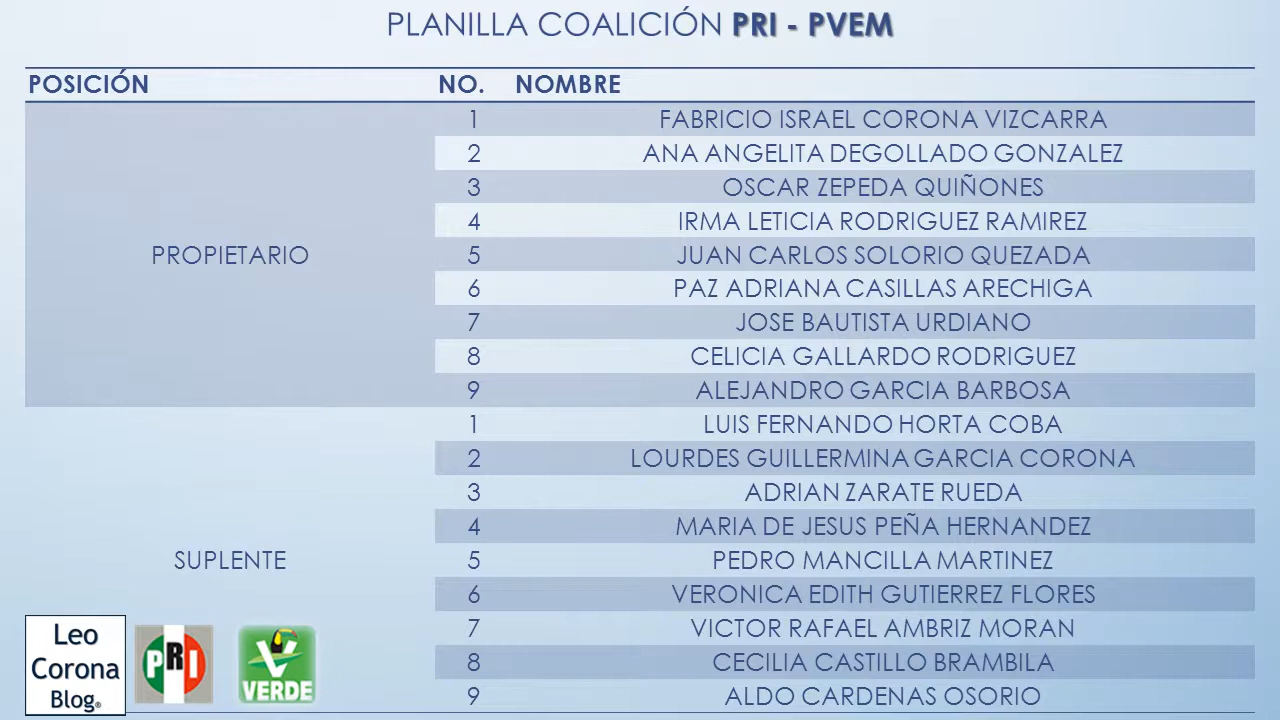 PLANILLA COALICIÓN PRI - PVEM
POSICIÓN NO. NOMBRE
1 FABRICIO ISRAEL CORONA VIZCARRA
2 ANA ANGELITA DEGOLLADO GONZALEZ
3 OSCAR ZEPEDA QUIÑONES
4 IRMA LETICIA RODRIGUEZ RAMIREZ
PROPIETARIO 5 JUAN CARLOS SOLORIO QUEZADA
6 PAZ ADRIANA CASILLAS ARECHIGA
7 JOSE BAUTISTA URDIANO
8 CELICIA GALLARDO RODRIGUEZ
9 ALEJANDRO GARCIA BARBOSA
1 LUIS FERNANDO HORTA COBA
2 LOURDES GUILLERMINA GARCIA CORONA
3 ADRIAN ZARATE RUEDA
4 MARIA DE JESUS PEÑA HERNANDEZ
SUPLENTE 5 PEDRO MANCILLA MARTINEZ
6 VERONICA EDITH GUTIERREZ FLORES
7 VICTOR RAFAEL AMBRIZ MORAN
8 CECILIA CASTILLO BRAMBILA
9 ALDO CARDENAS OSORIO
Leo
Corona
Blog®
PRI
VERDE